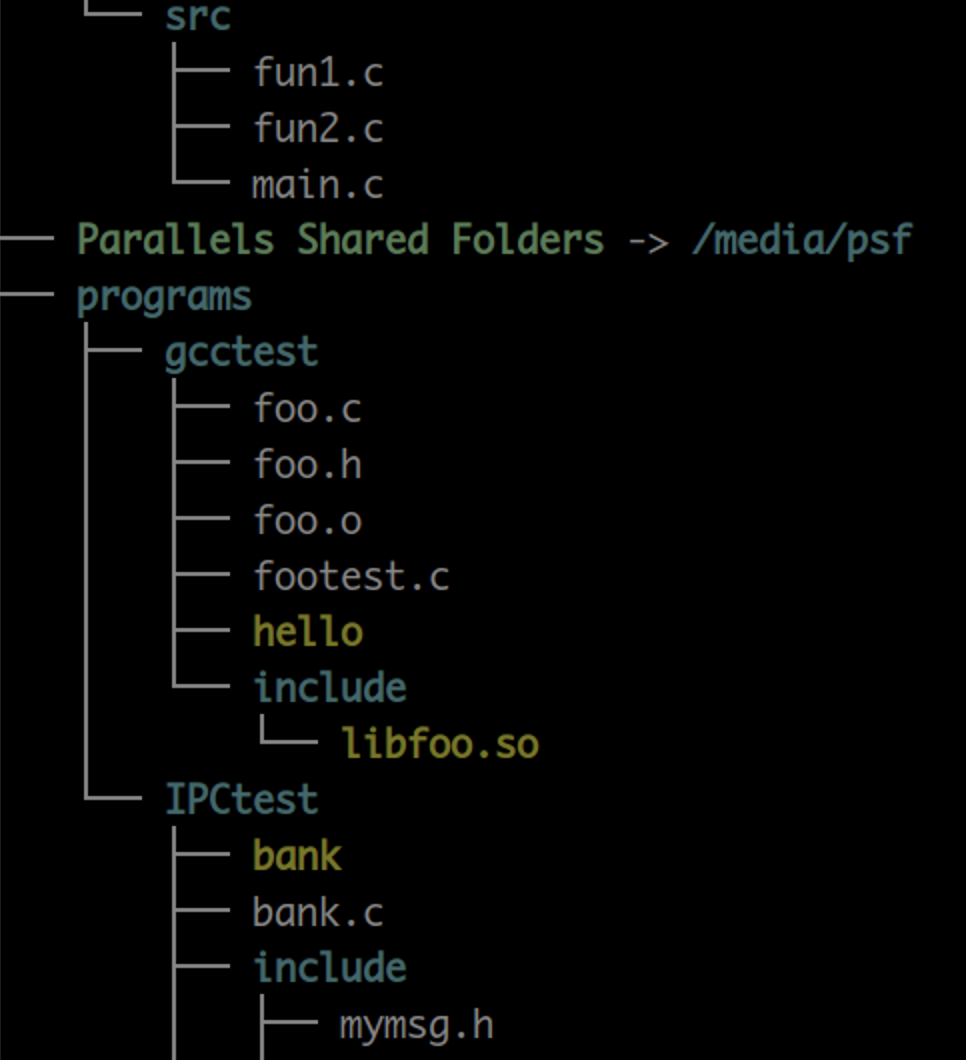 src
fun1.c
fun2.c
main.c
Parallels Shared Folders -> /media/psf
programs
gcctest
foo.c
foo.h
foo.o
footest.c
hello
include
libfoo.so
IPCtest
bank
bank.c
include
mymsg.h